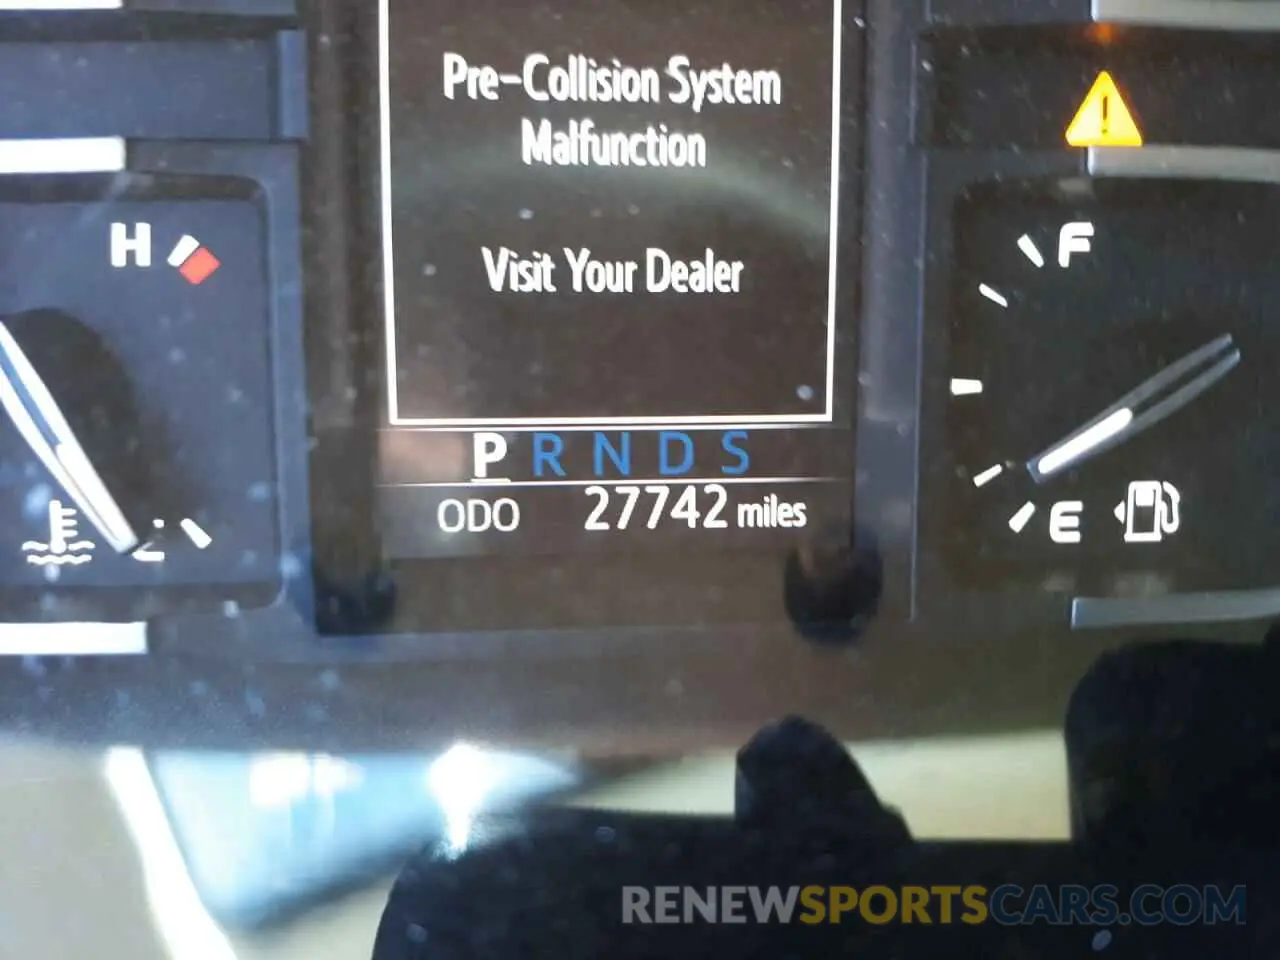 Pre-Collision System
Malfunction
Visit Your Dealer
H
F
P R N D S
ODO 27742 miles
E
RENEWSPORTSCARS.COM